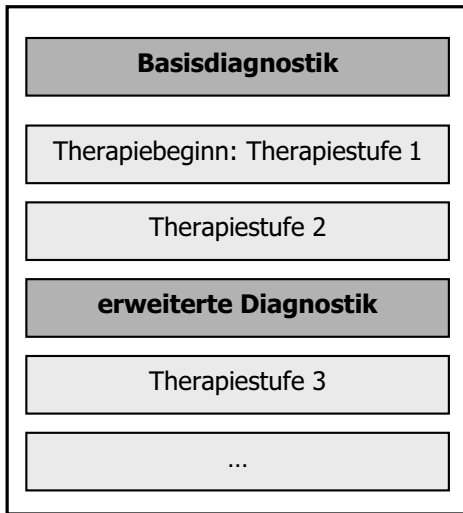 Basisdiagnostik
Therapiebeginn: Therapiestufe 1
Therapiestufe 2
erweiterte Diagnostik
Therapiestufe 3
...